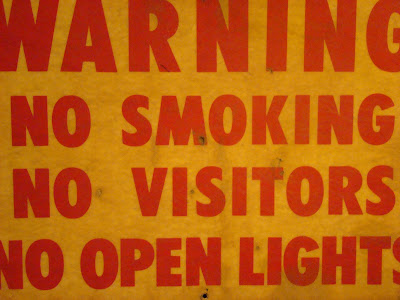 WARNING
NO SMOKING
NO VISITORS
NO OPEN LIGHTS